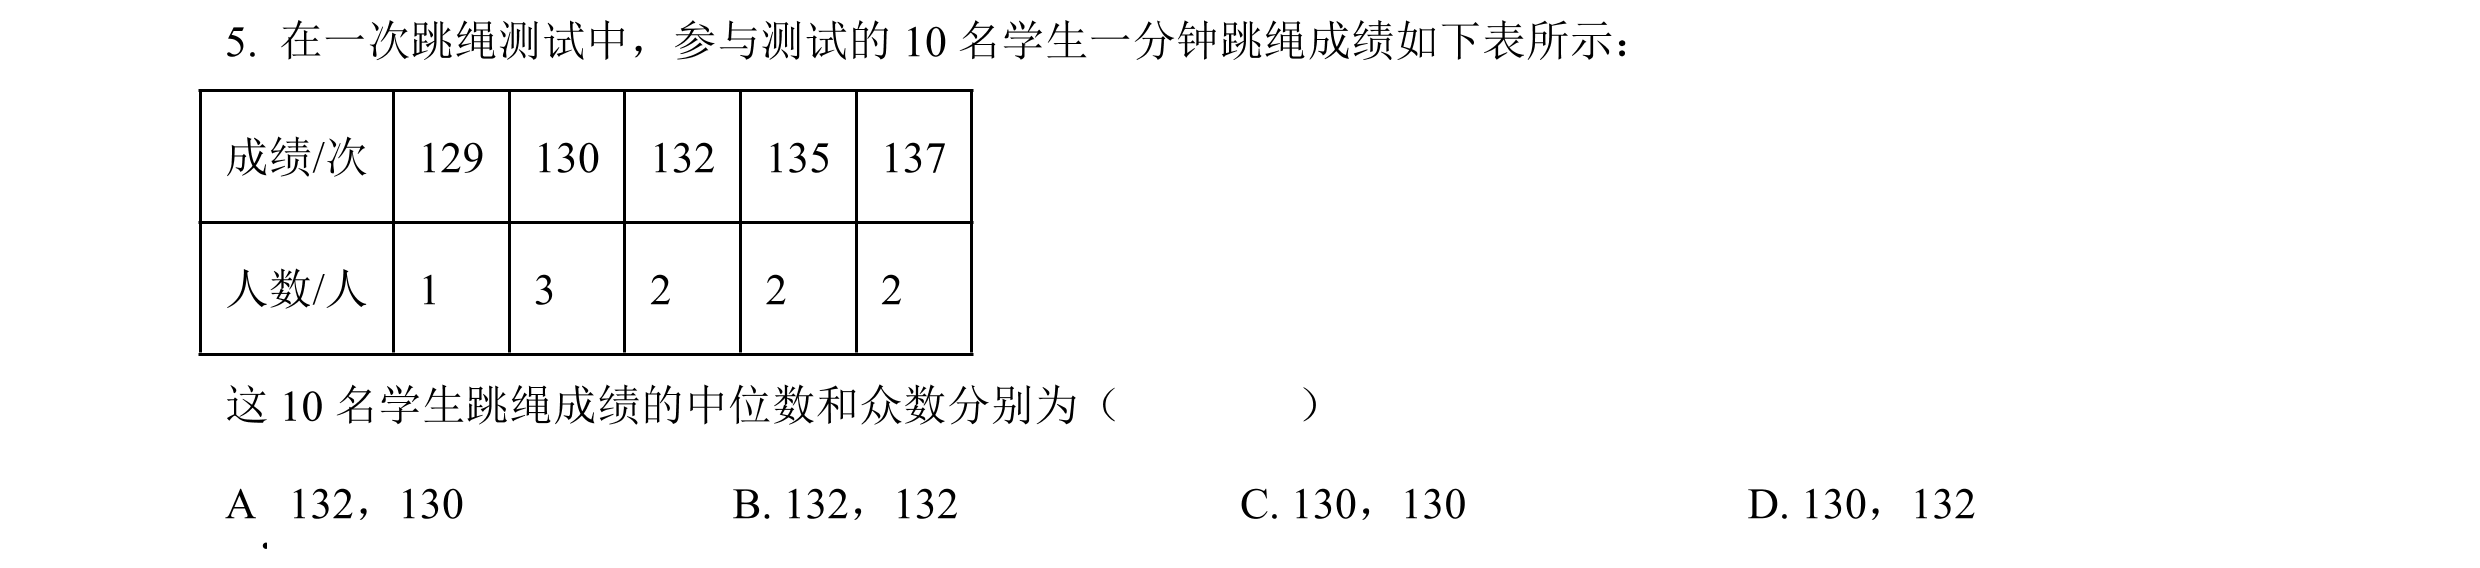 5. 在一次跳绳测试中，参与测试的 10 名学生一分钟跳绳成绩如下表所示：
成绩/次 129 130 132 135 137
人数/人 1 3 2 2 2
这 10 名学生跳绳成绩的中位数和众数分别为（ ）
A. 132，130 B. 132，132 C. 130，130 D. 130，132